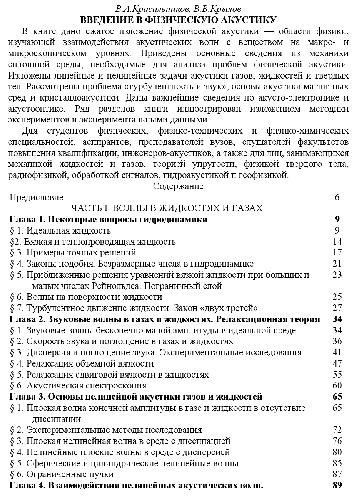 В.А.Красильников, В.В.Крылов
ВВЕДЕНИЕ В ФИЗИЧЕСКУЮ АКУСТИКУ
В книге дано сжатое изложение физической акустики — области физики,
изучающей взаимодействия акустических волн с веществом на макро- и
микроскопическом уровнях. Приведены основные сведения из механики
сплошной среды, необходимые для анализа проблем физической акустики.
Изложены линейные и нелинейные задачи акустики газов, жидкостей и твердых
тел. Рассмотрены проблема турбулентность и звук, основы акустики магнитных
сред и кристаллоакустики. Даны важнейшие сведения по акусто-электронике и
акустооптике. Ряд разделов книги иллюстрирован изложением методики
экспериментов и экспериментальными данными.
Для студентов физических, физико-технических и физико-химических
специальностей, аспирантов, преподавателей вузов, слушателей факультетов
повышения квалификации, инженеров-акустиков, а также для лиц, занимающихся
механикой жидкостей и газов, теорией упругости, физикой твердого тела,
радиофизикой, обработкой сигналов, гидроакустикой и геофизикой.
Содержание
Предисловие 6
ЧАСТЬ I. ВОЛНЫ В ЖИДКОСТЯХ И ГАЗАХ
Глава 1. Некоторые вопросы гидродинамики 9
§ 1. Идеальная жидкость 9
§2. Вязкая и теплопроводящая жидкость 14
§ 3. Примеры точных решений 17
§ 4. Законы подобия. Безразмерные числа в гидродинамике 21
§ 5. Приближенные решения уравнений вязкой жидкости при больших и 23
малых числах Рейнольдса. Пограничный слой
§ 6. Волны на поверхности жидкости 25
§ 7. Турбулентное движение жидкости. Закон «двух третей» 27
Глава 2. Звуковые волны в газах и жидкостях. Релаксационная теория 34
§ 1. Звуковые волны бесконечно малой амплитуды в идеальной среде 34
§ 2. Скорость звука и поглощение в газах и жидкостях 36
§ 3. Дисперсия и поглощение звука. Экспериментальные исследования 41
§ 4. Релаксация объемной вязкости 47
§ 5. Релаксация сдвиговой вязкости в жидкостях 55
§ 6. Акустическая спектроскопия 60
Глава 3. Основы нелинейной акустики газов и жидкостей 65
§ 1. Плоская волна конечной амплитуды в газе и жидкости в отсутствие 65
диссипации
§ 2. Экспериментальные методы исследования 72
§ 3. Плоская нелинейная волна в среде с диссипацией 76
§ 4. Плоские нелинейные волны в среде с дисперсией 80
§ 5. Сферические и цилиндрические нелинейные волны 85
§ 6. Ограниченные пучки 87
Глава 4. Взаимодействия нелинейных акустических волн. 89